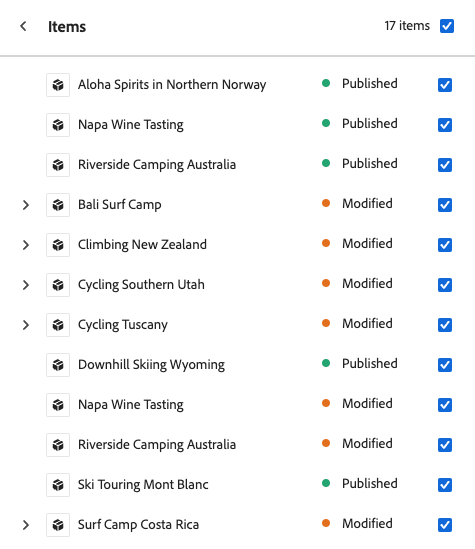 Items 17 items
Aloha Spirits in Northern Norway Published
Napa Wine Tasting Published
Riverside Camping Australia Published
Bali Surf Camp Modified
Climbing New Zealand Modified
Cycling Southern Utah Modified
Cycling Tuscany Modified
Downhill Skiing Wyoming Published
Napa Wine Tasting Modified
Riverside Camping Australia Modified
Ski Touring Mont Blanc Published
Surf Camp Costa Rica Modified